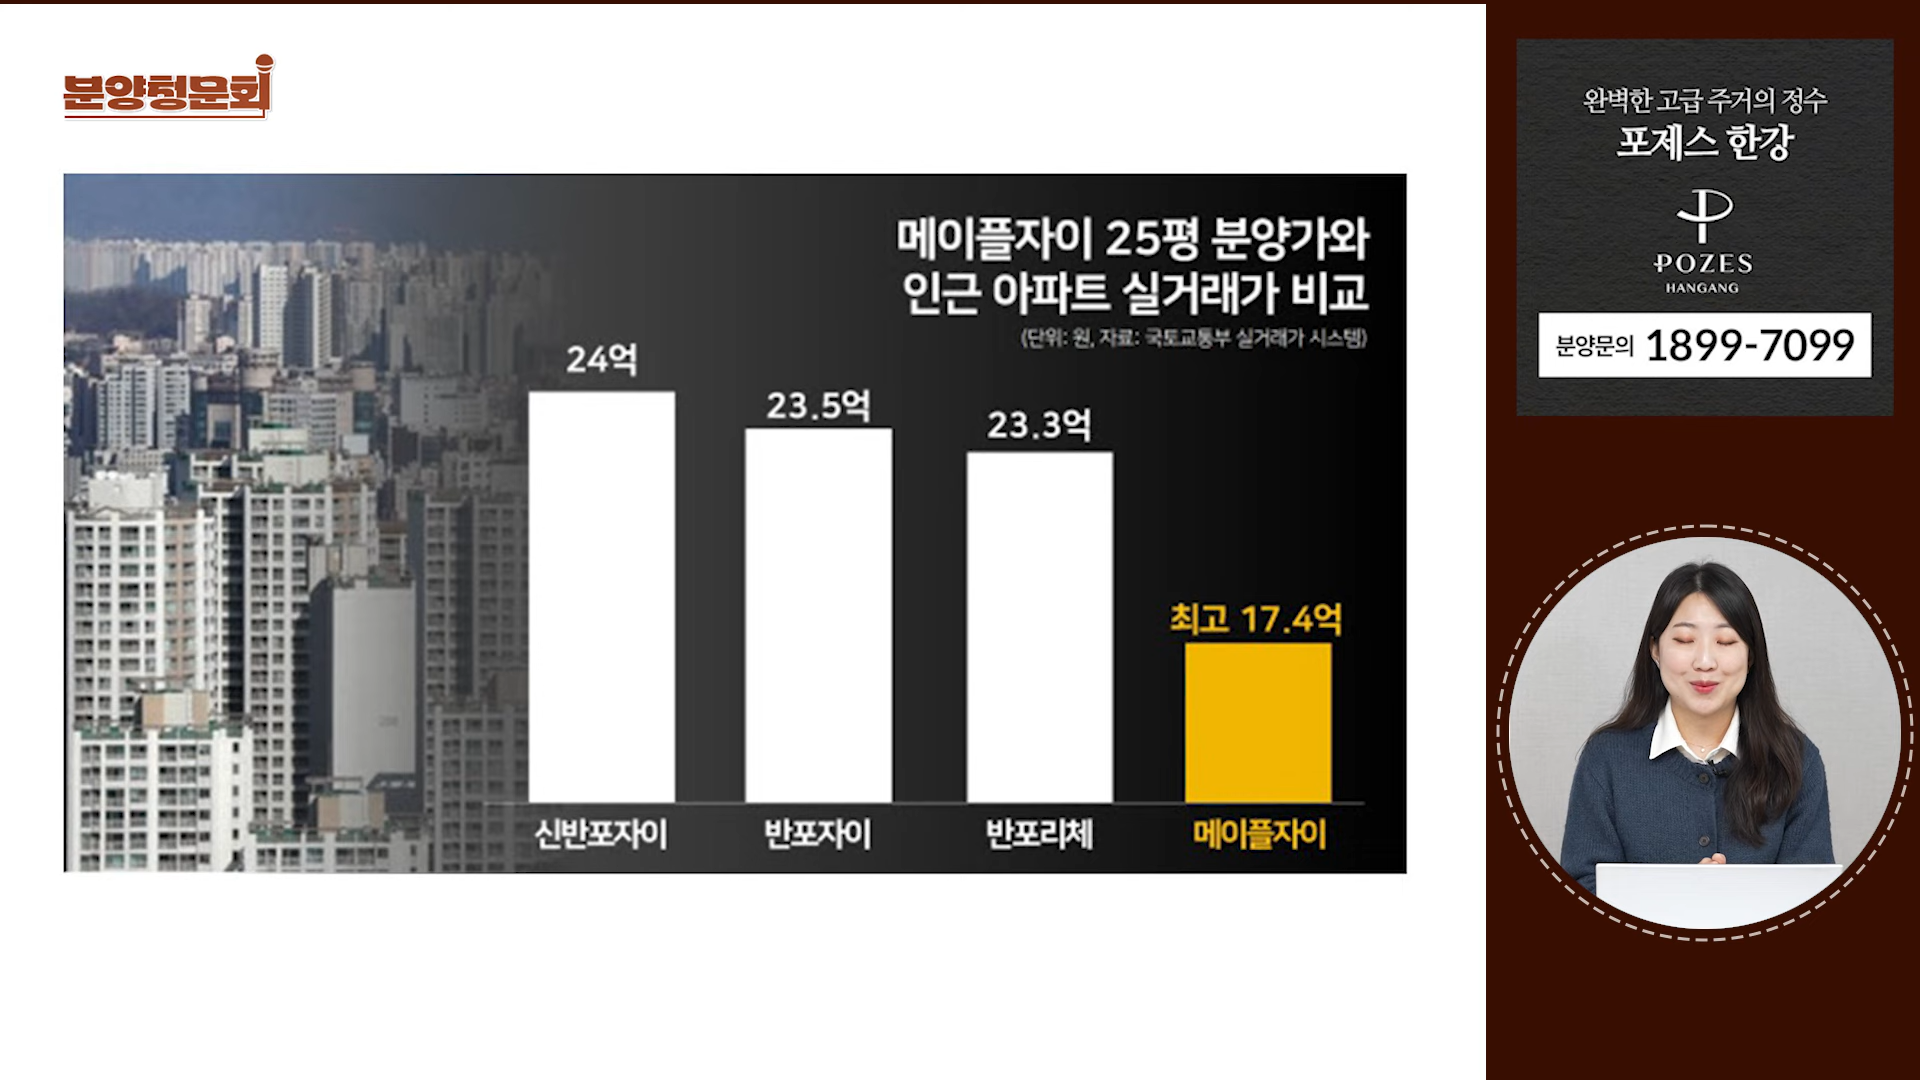 분양청문회
메이플자이 25평 분양가와
인근 아파트 실거래가 비교
(단위: 원, 자료: 국토교통부 실거래가 시스템)
24억
23.5억
23.3억
최고 17.4억
신반포자이
반포자이
반포리체
메이플자이
완벽한 고급 주거의 정수
포제스 한강
POZES
HANGANG
분양문의 1899-7099